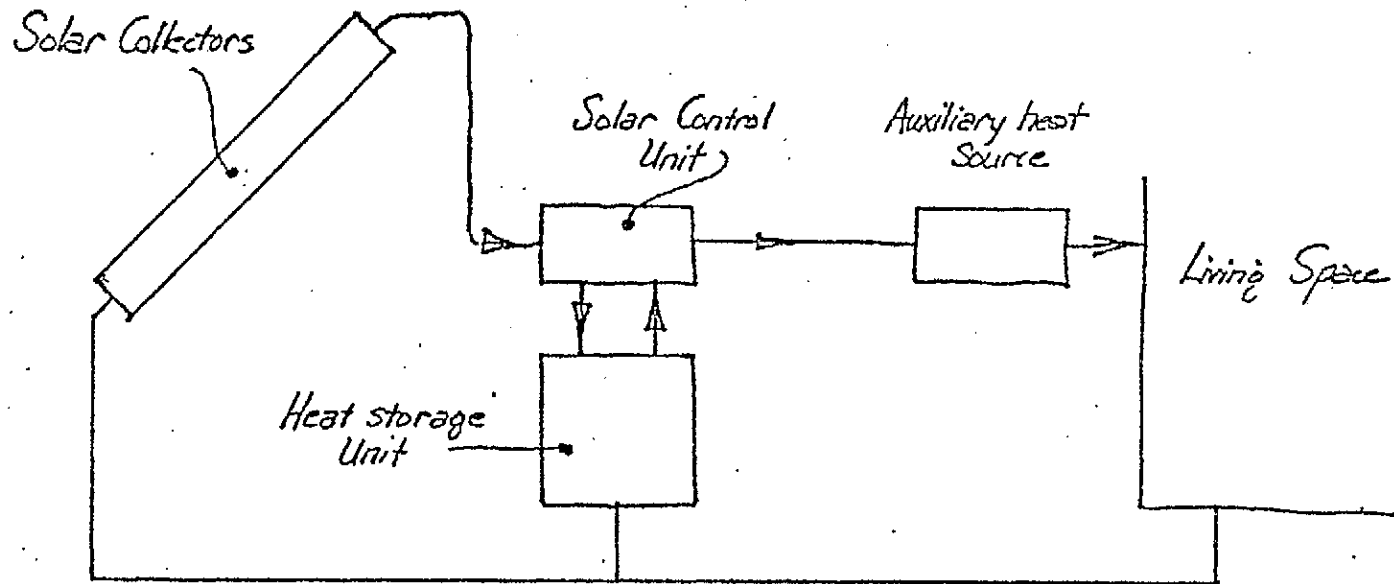 Solar Collectors
Solar Control
Unit
Auxiliary heat
Source
Living Space
Heat storage
Unit